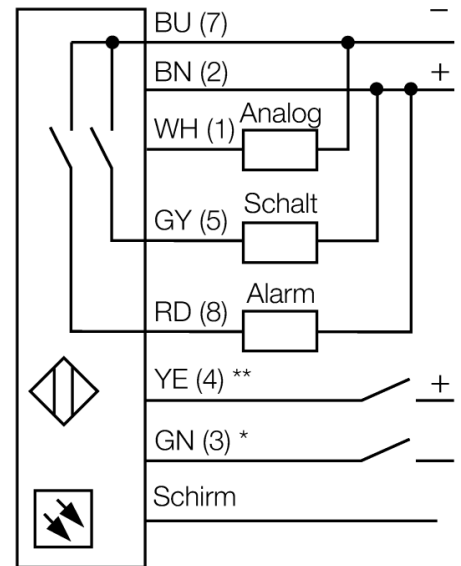 BU (7) –
BN (2) +
WH (1) Analog
GY (5) Schalt
RD (8) Alarm
YE (4) ** +
GN (3) *
Schirm